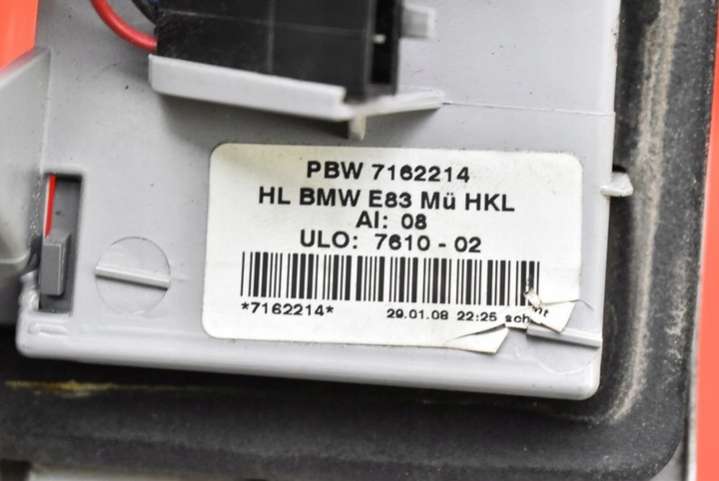 PBW 7162214
HL BMW E83 Mü HKL
AI: 08
ULO: 7610 - 02
*7162214* 29.01.08 22:25